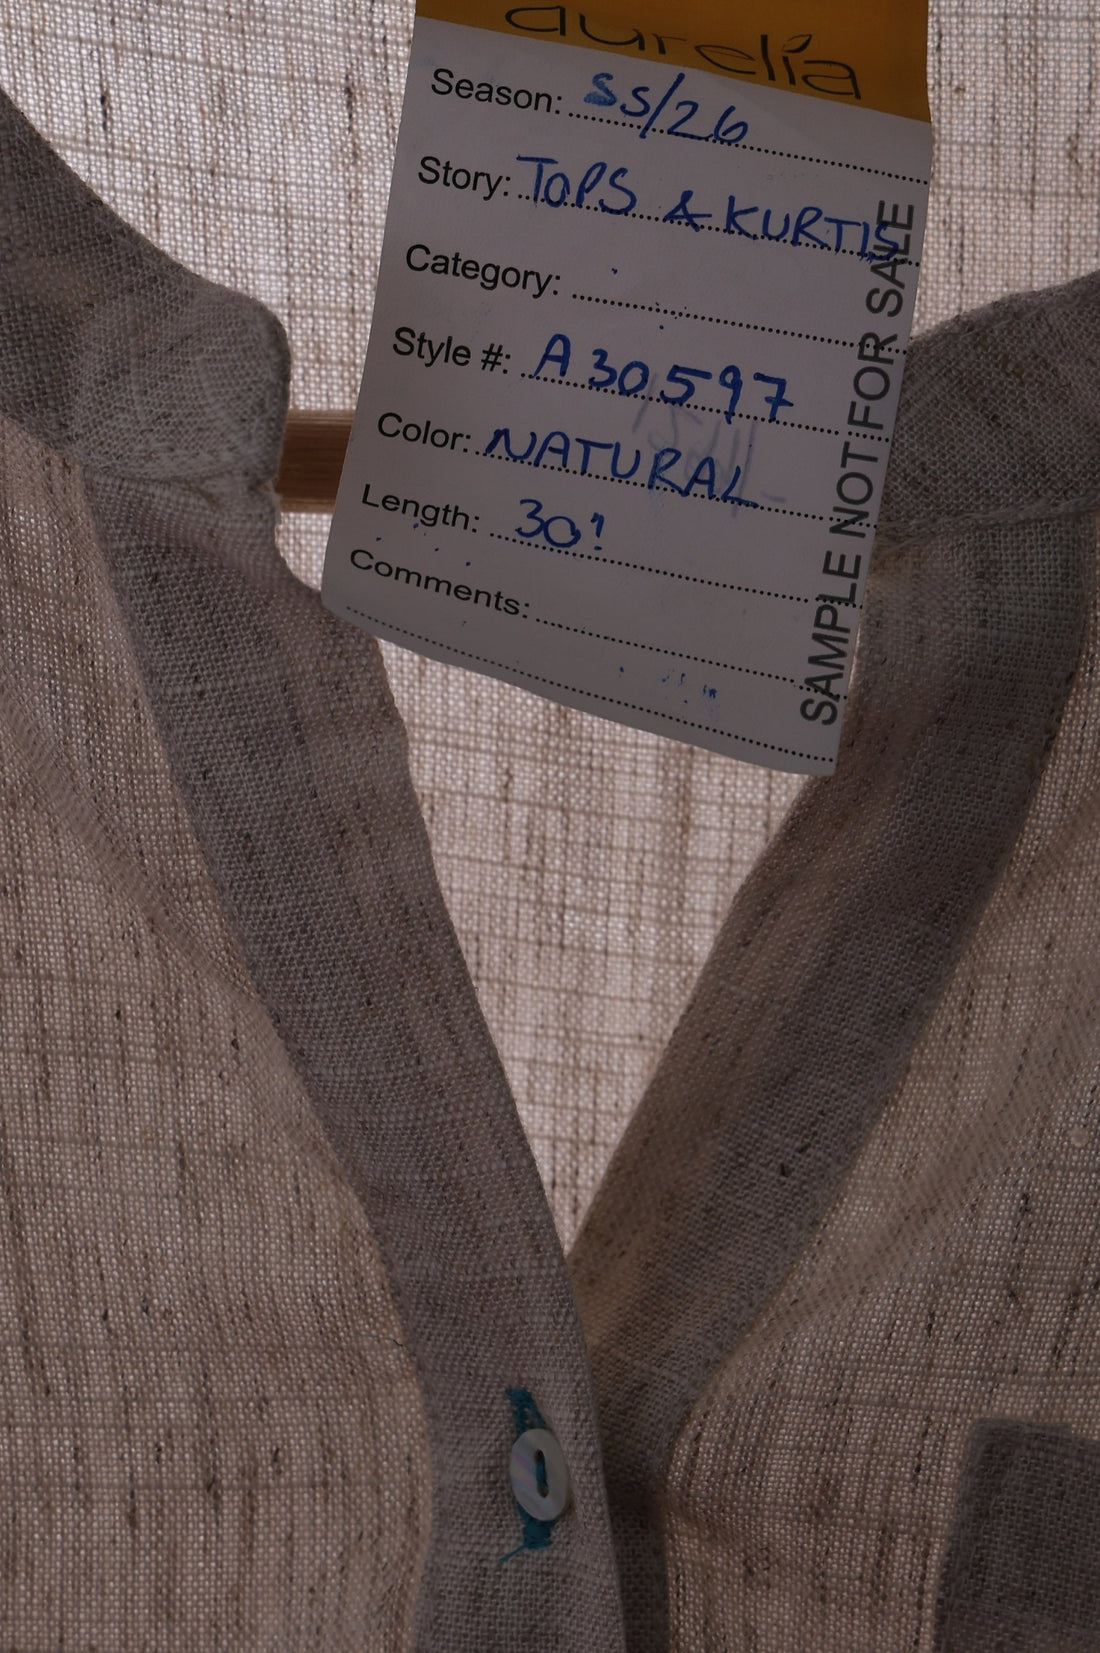 aurelia
Season: SS/26
Story: TOPS & KURTIS
Category:
Style #: A30597
Color: NATURAL
Length: 30"
Comments:
SAMPLE NOT FOR SALE